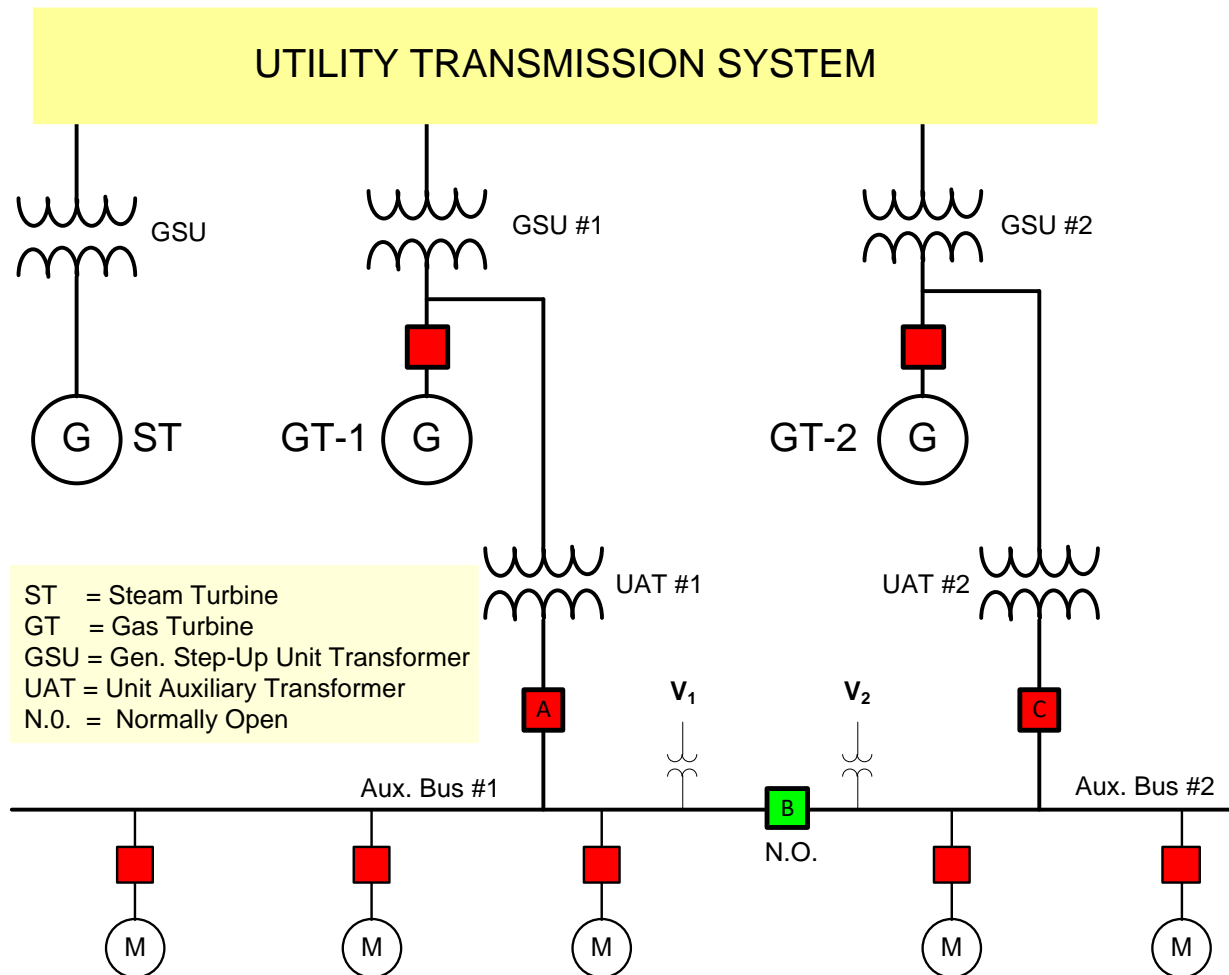 UTILITY TRANSMISSION SYSTEM
GSU
GSU #1
GSU #2
G
ST
GT-1
G
GT-2
G
UAT #1
UAT #2
ST = Steam Turbine
GT = Gas Turbine
GSU = Gen. Step-Up Unit Transformer
UAT = Unit Auxiliary Transformer
N.0. = Normally Open
A
V₁
V₂
C
Aux. Bus #1
B
Aux. Bus #2
N.O.
M
M
M
M
M